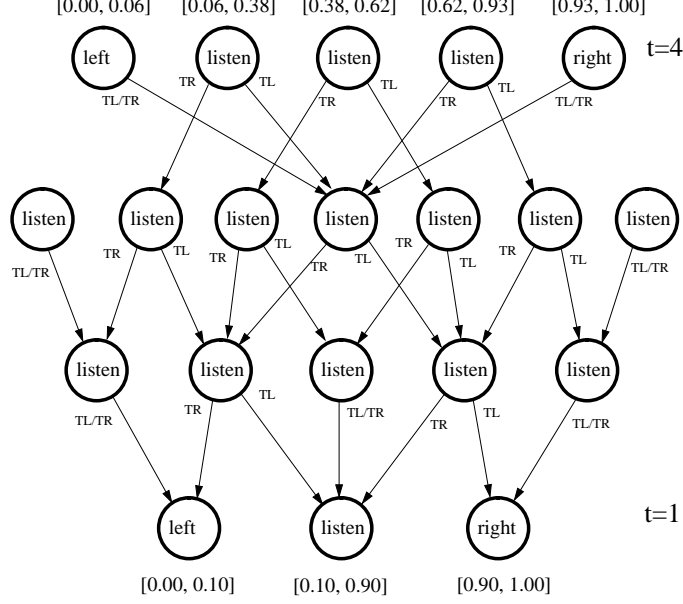 [0.00, 0.06] [0.06, 0.38] [0.38, 0.62] [0.62, 0.93] [0.93, 1.00]
left listen listen listen right t=4
TR TL TR TL TR TL
TL/TR TL/TR
listen listen listen listen listen listen listen
TL/TR TR TL TR TL TR TL TR TL TR TL TL/TR
listen listen listen listen listen
TL/TR TR TL TL/TR TR TL TL/TR
left listen right t=1
[0.00, 0.10] [0.10, 0.90] [0.90, 1.00]